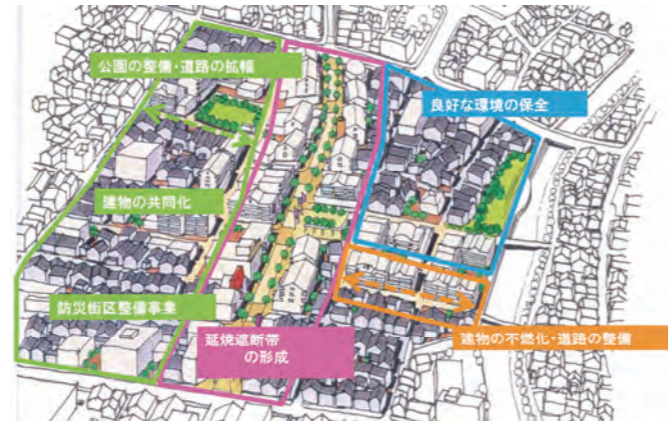 公園の整備・道路の拡幅
良好な環境の保全
建物の共同化
防災街区整備事業
延焼遮断帯
の形成
建物の不燃化・道路の整備